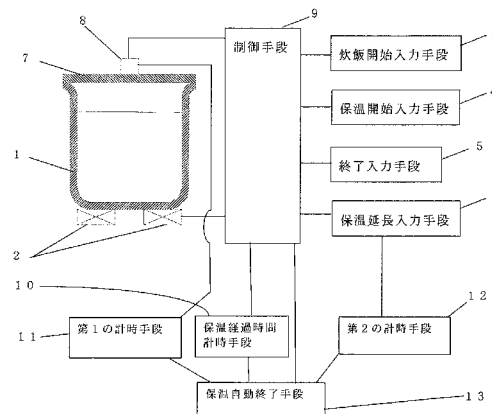 8
9
7
制御手段
炊飯開始入力手段
保温開始入力手段
1
5
終了入力手段
保温延長入力手段
2
10
12
11
第1の計時手段
保温経過時間
計時手段
第2の計時手段
保温自動終了手段
13